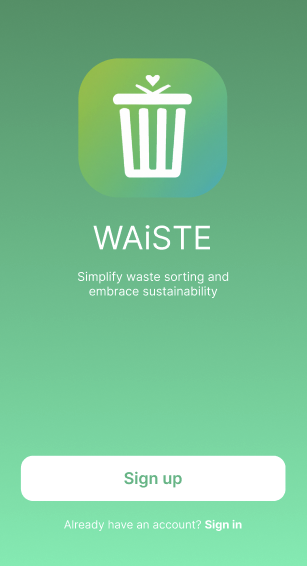 WAiSTE
Simplify waste sorting and
embrace sustainability
Sign up
Already have an account? Sign in